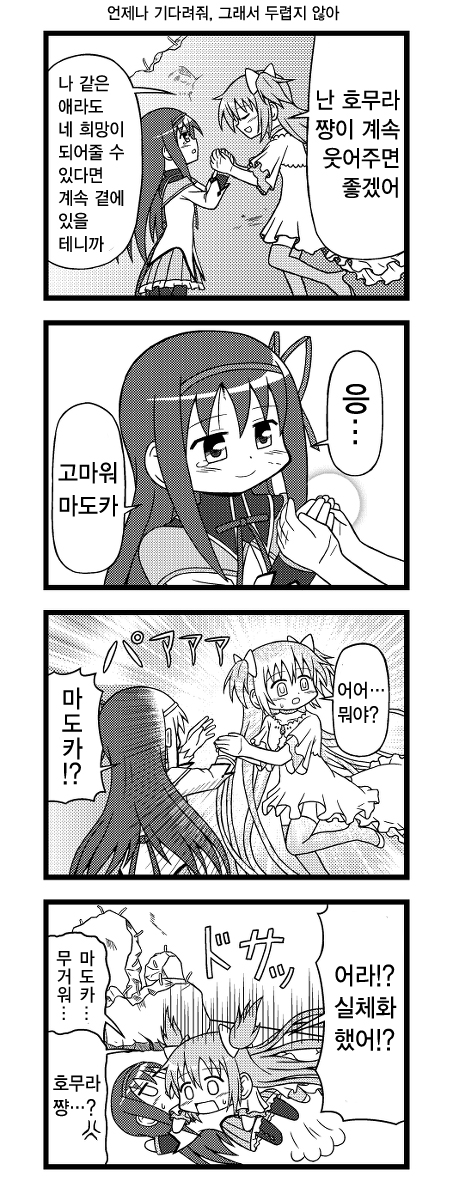 언제나 기다려줘, 그래서 두렵지 않아
난 호무라
쨩이 계속
웃어주면
좋겠어
나 같은
애라도
네 희망이
되어줄 수
있다면
계속 곁에
있을
테니까
응…
고마워
마도카
パアアア
어어…
뭐야?
마도카!?
ドサッ
어라!?
실체화
했어!?
마도카…
무거워…
호무라
쨩…?